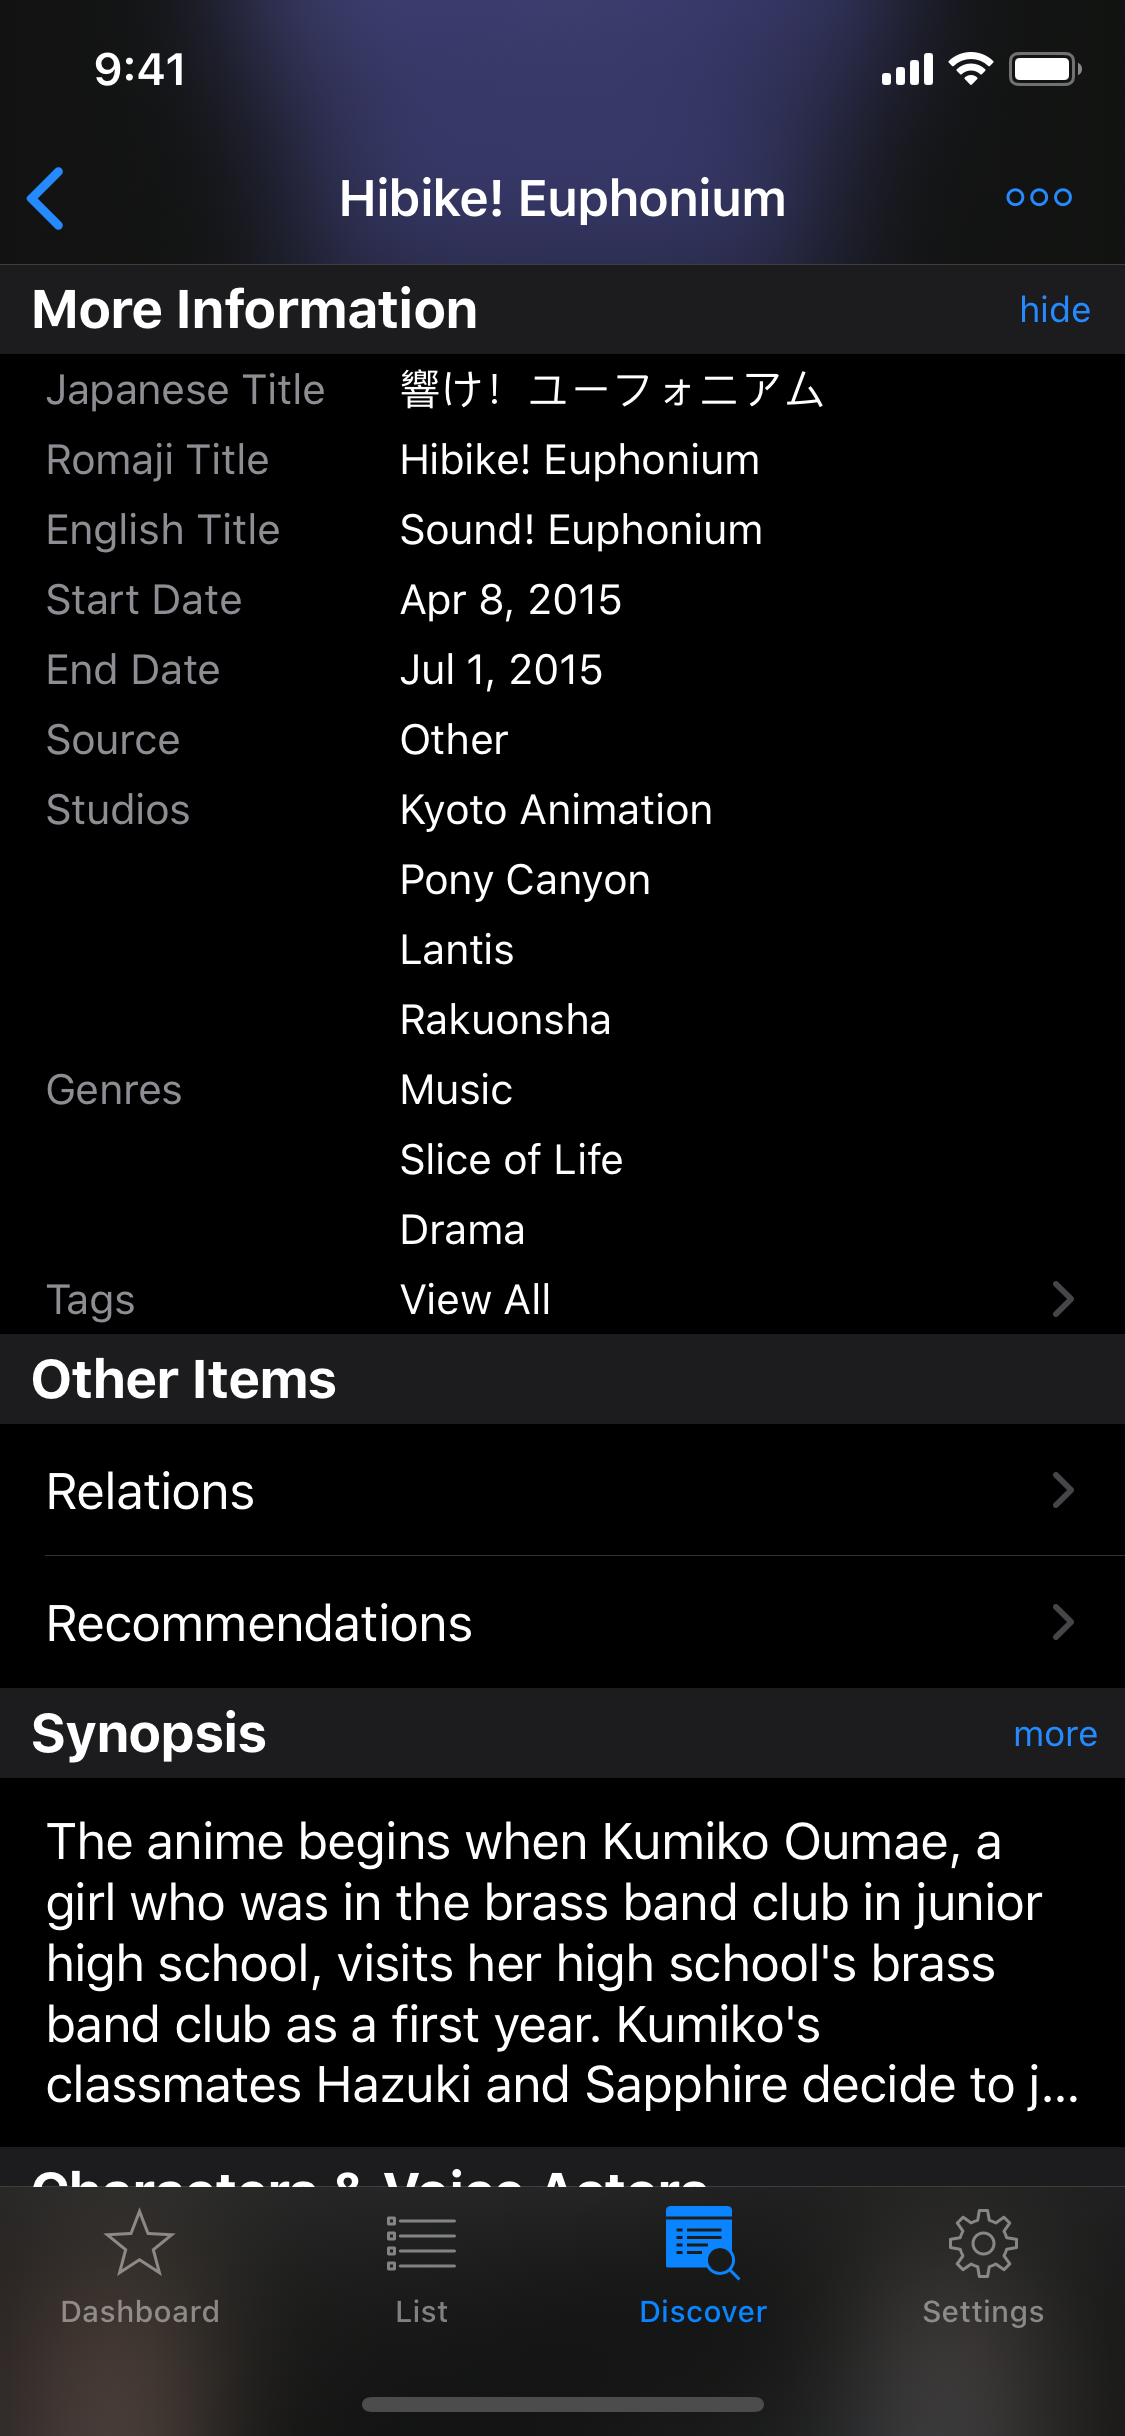 9:41
Hibike! Euphonium
More Information
hide
Japanese Title 響け！ユーフォニアム
Romaji Title Hibike! Euphonium
English Title Sound! Euphonium
Start Date Apr 8, 2015
End Date Jul 1, 2015
Source Other
Studios Kyoto Animation
Pony Canyon
Lantis
Rakuonsha
Genres Music
Slice of Life
Drama
Tags View All
Other Items
Relations
Recommendations
Synopsis
more
The anime begins when Kumiko Oumae, a
girl who was in the brass band club in junior
high school, visits her high school's brass
band club as a first year. Kumiko's
classmates Hazuki and Sapphire decide to j...
Characters & Voice Actors
Dashboard
List
Discover
Settings